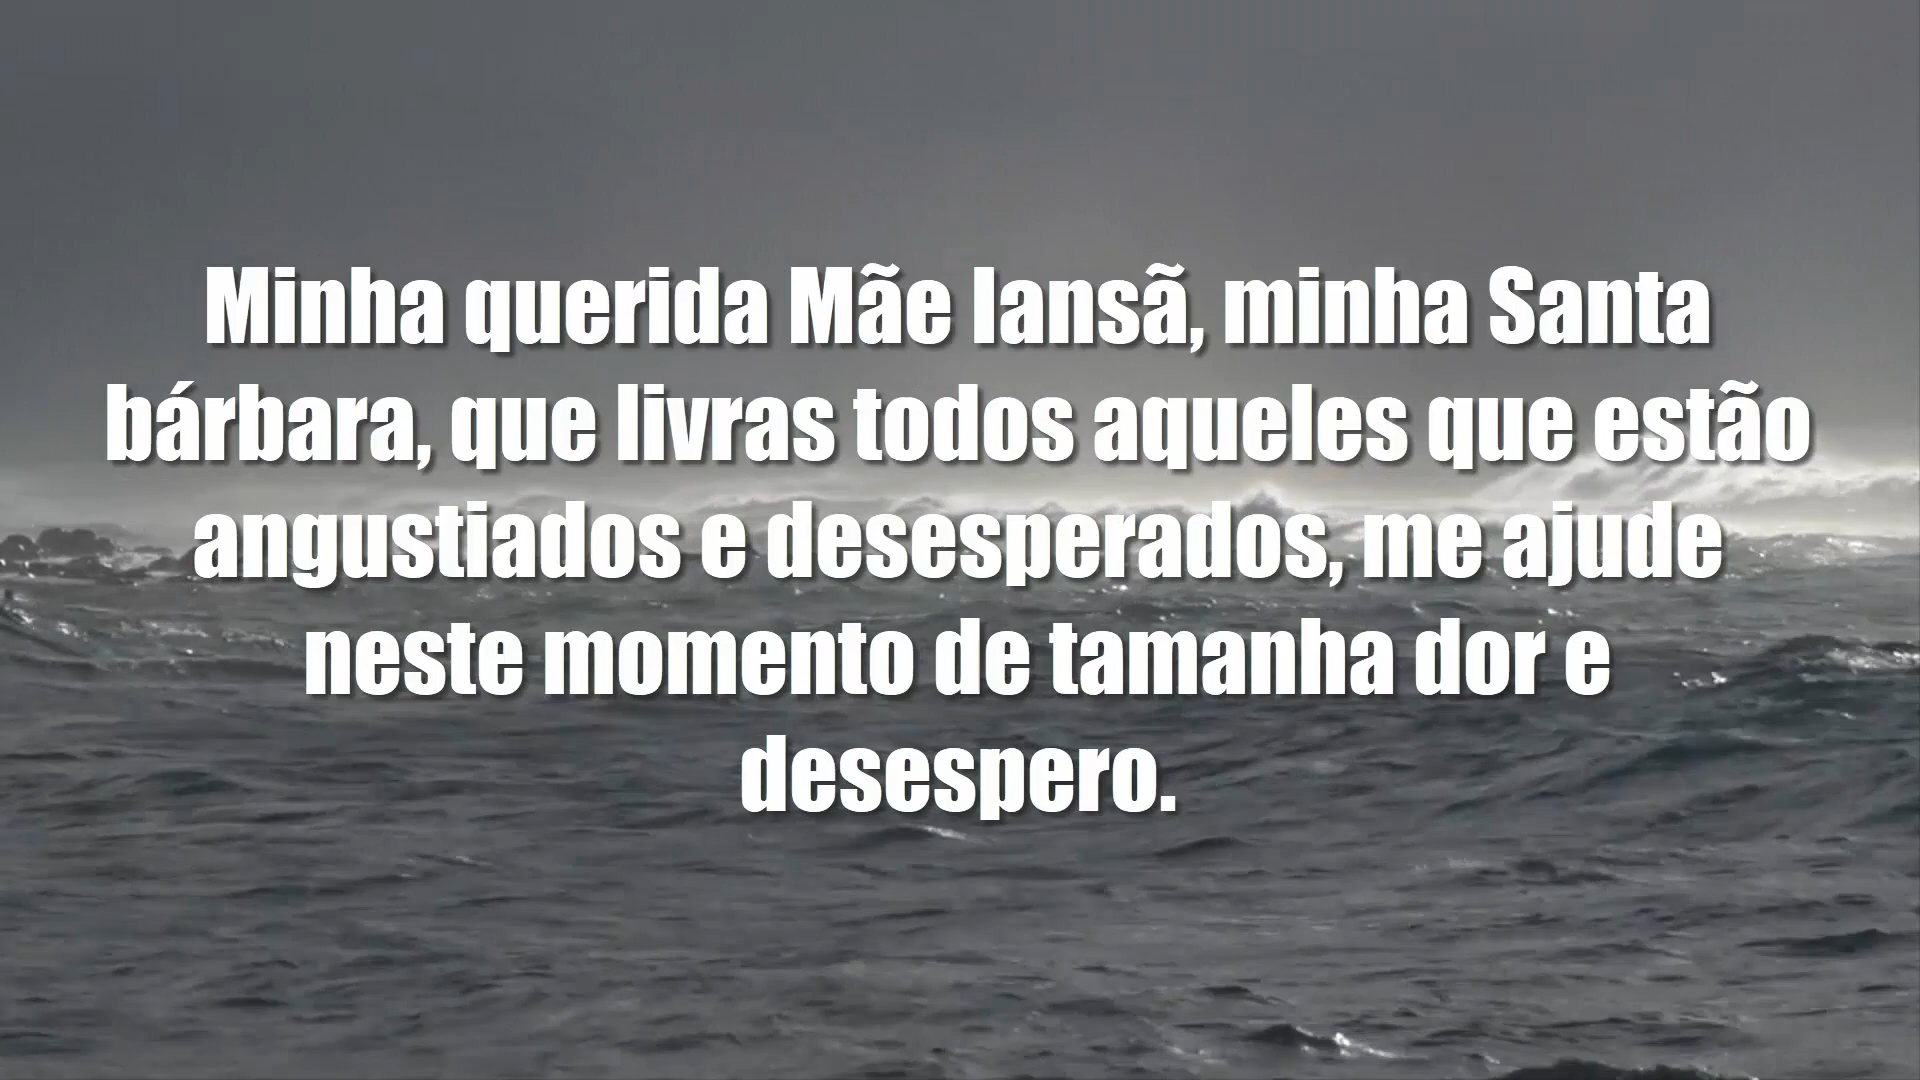 Minha querida Mãe Iansã, minha Santa
bárbara, que livras todos aqueles que estão
angustiados e desesperados, me ajude
neste momento de tamanha dor e
desespero.